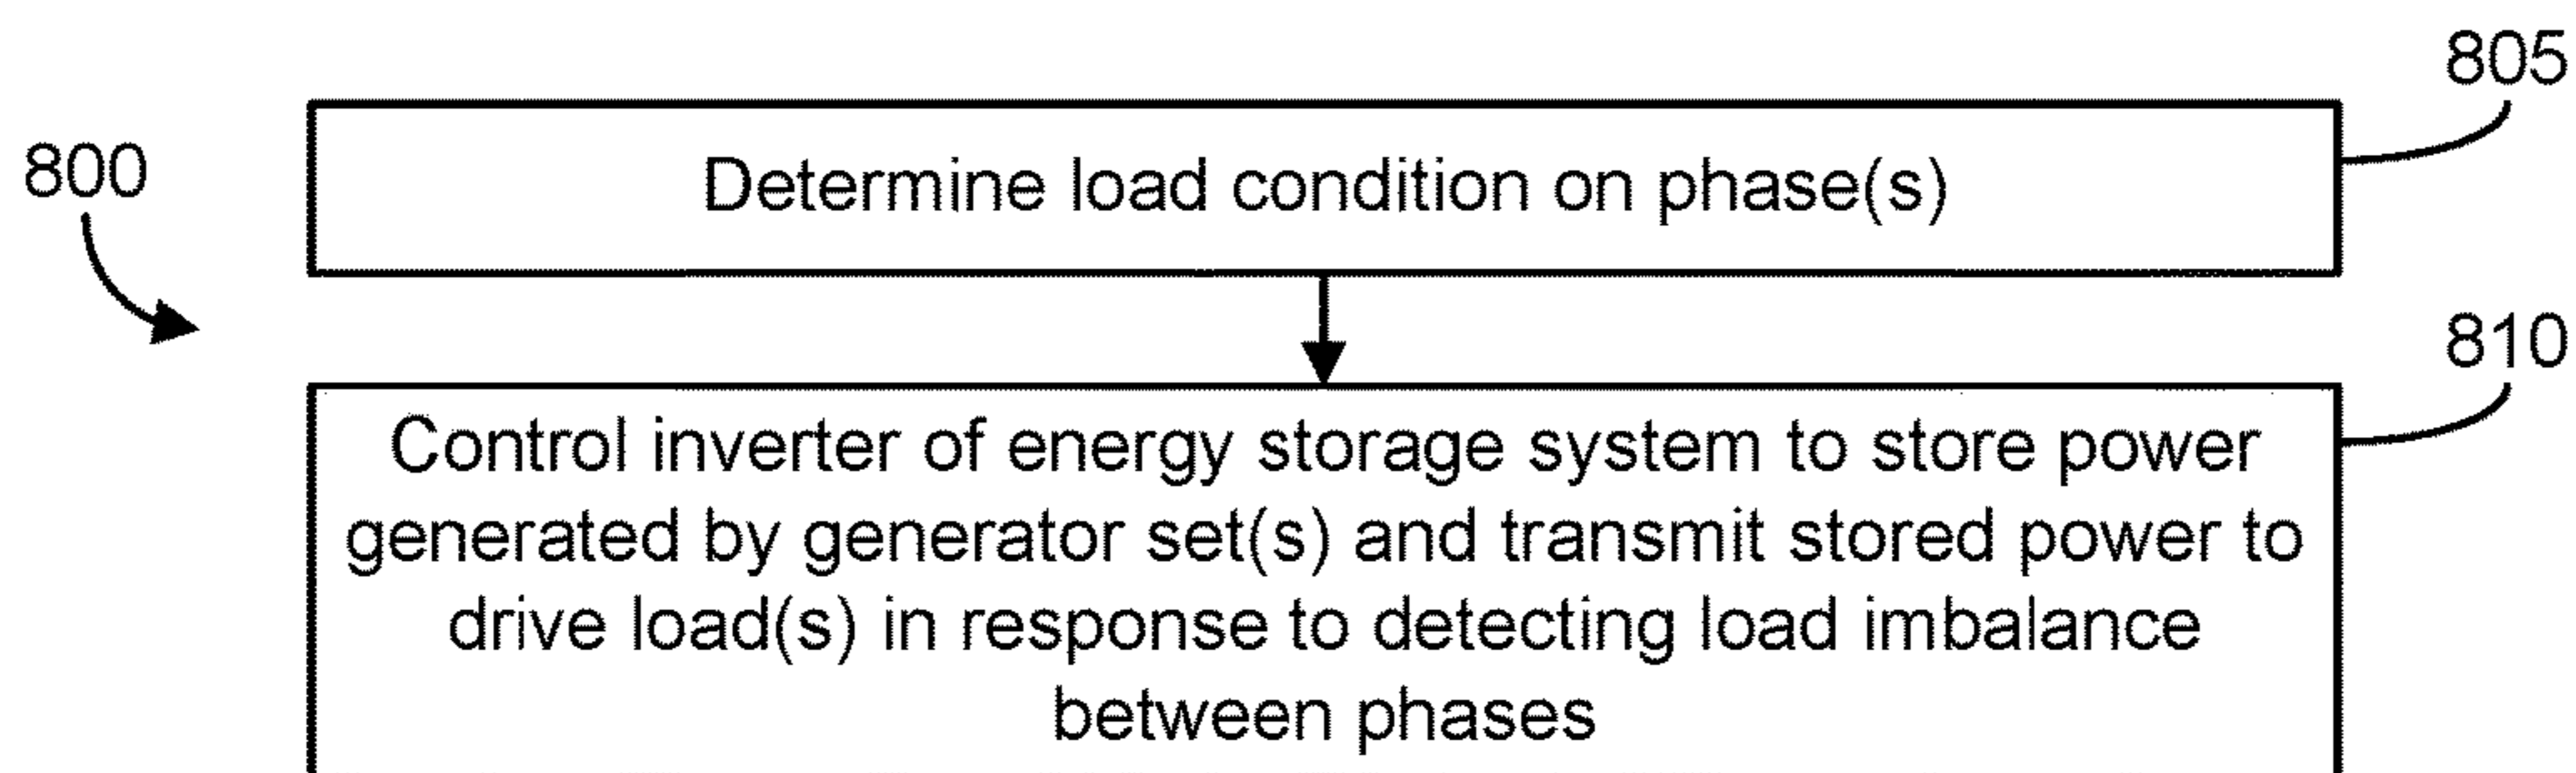 805
800
Determine load condition on phase(s)
810
Control inverter of energy storage system to store power
generated by generator set(s) and transmit stored power to
drive load(s) in response to detecting load imbalance
between phases